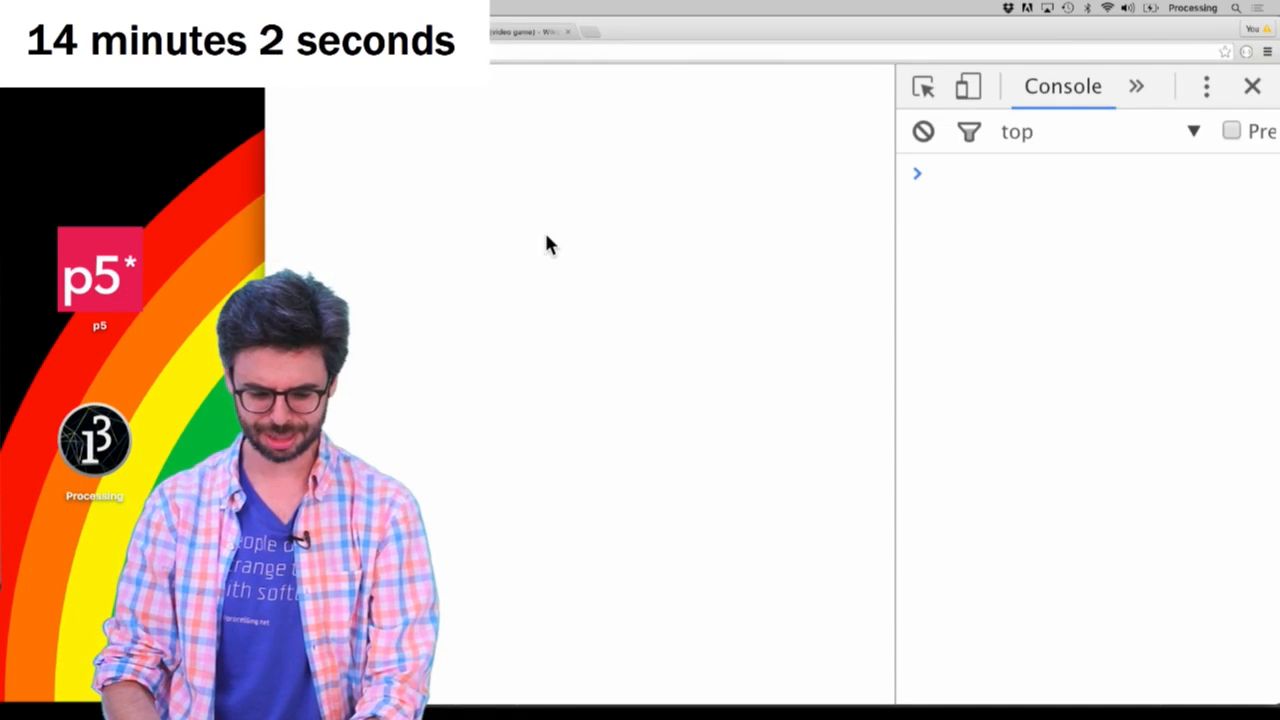 14 minutes 2 seconds
Processing
(video game) - Wiki
You
Console
top
Pre
p5*
p5
Processing
eople o
trange t
ith softw
processing.net